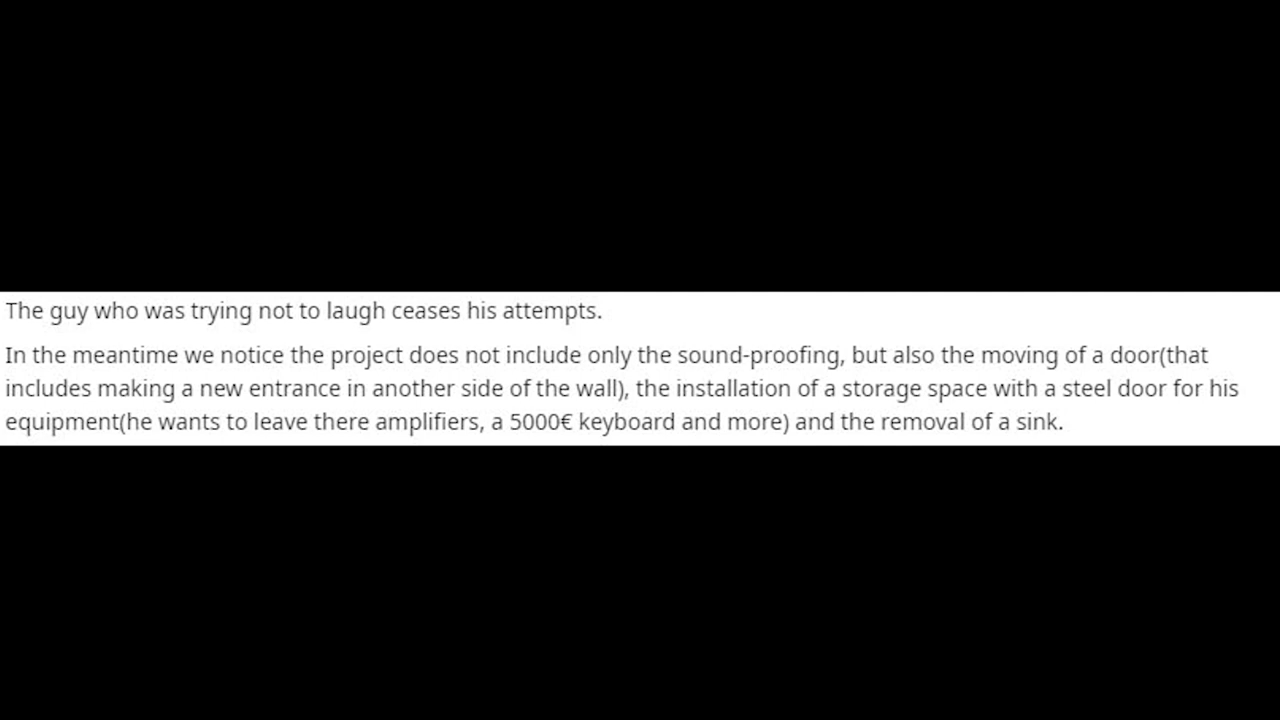 The guy who was trying not to laugh ceases his attempts.
In the meantime we notice the project does not include only the sound-proofing, but also the moving of a door(that
includes making a new entrance in another side of the wall), the installation of a storage space with a steel door for his
equipment(he wants to leave there amplifiers, a 5000€ keyboard and more) and the removal of a sink.